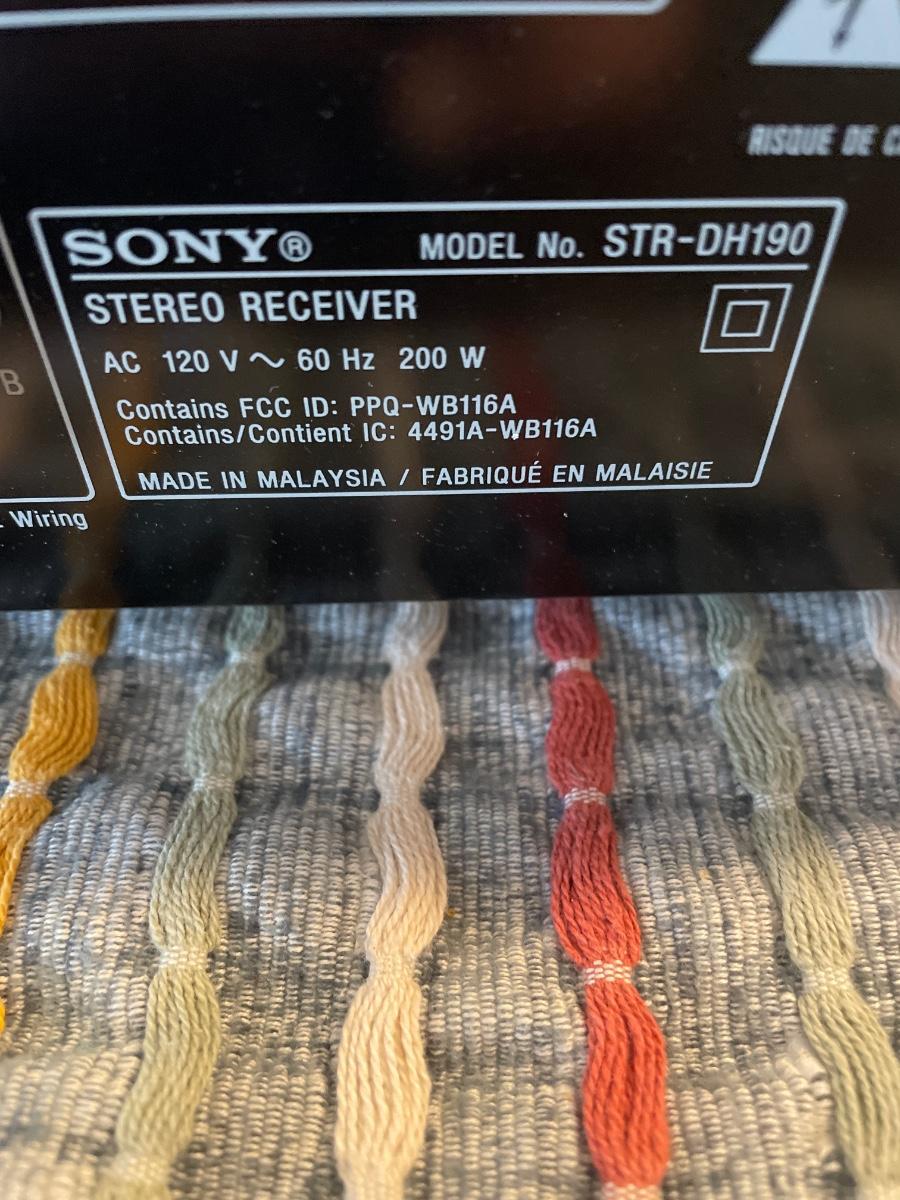 RISQUE DE
SONY® MODEL No. STR-DH190
STEREO RECEIVER
AC 120 V ~ 60 Hz 200 W
Contains FCC ID: PPQ-WB116A
Contains/Contient IC: 4491A-WB116A
MADE IN MALAYSIA / FABRIQUÉ EN MALAISIE
B
Wiring